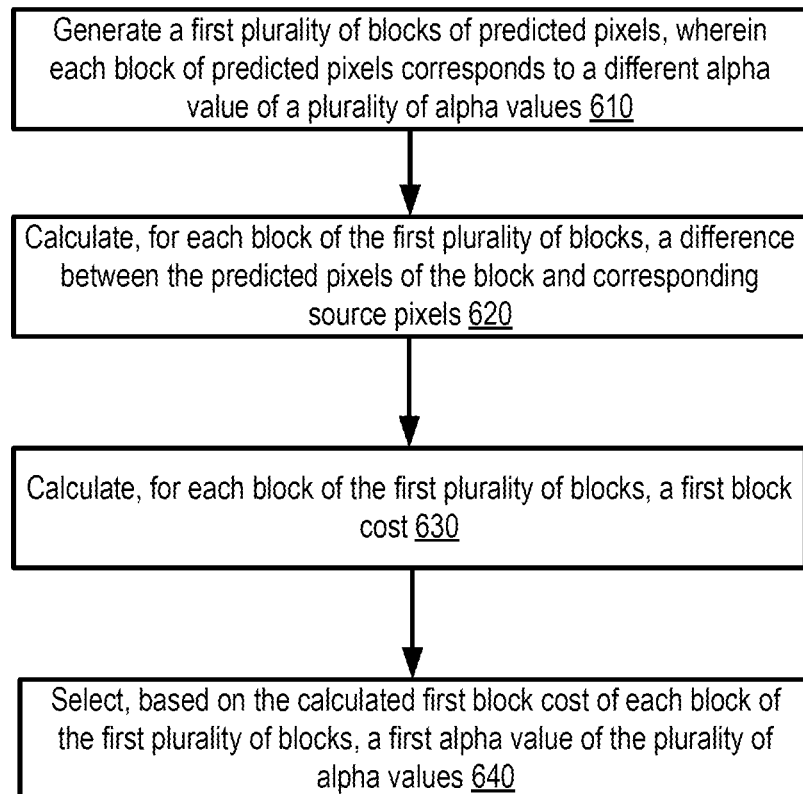 Generate a first plurality of blocks of predicted pixels, wherein
each block of predicted pixels corresponds to a different alpha
value of a plurality of alpha values 610
Calculate, for each block of the first plurality of blocks, a difference
between the predicted pixels of the block and corresponding
source pixels 620
Calculate, for each block of the first plurality of blocks, a first block
cost 630
Select, based on the calculated first block cost of each block of
the first plurality of blocks, a first alpha value of the plurality of
alpha values 640